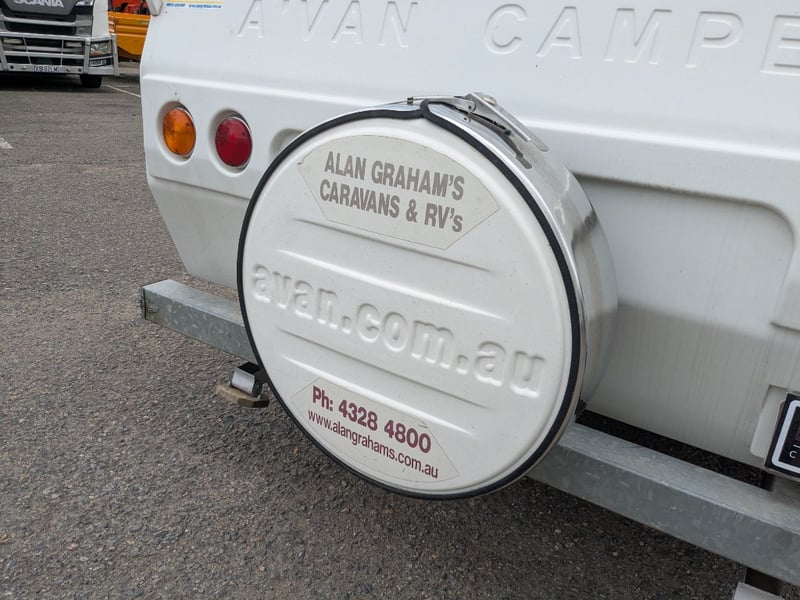 SCANIA
A'VAN CAMPE
ALAN GRAHAM'S
CARAVANS & RV's
avan.com.au
Ph: 4328 4800
www.alangrahams.com.au